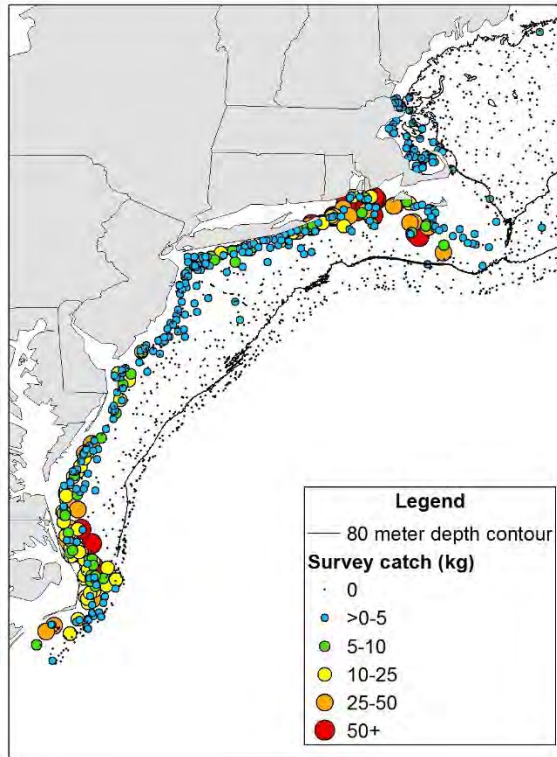 Legend
80 meter depth contour
Survey catch (kg)
0
>0-5
5-10
10-25
25-50
50+